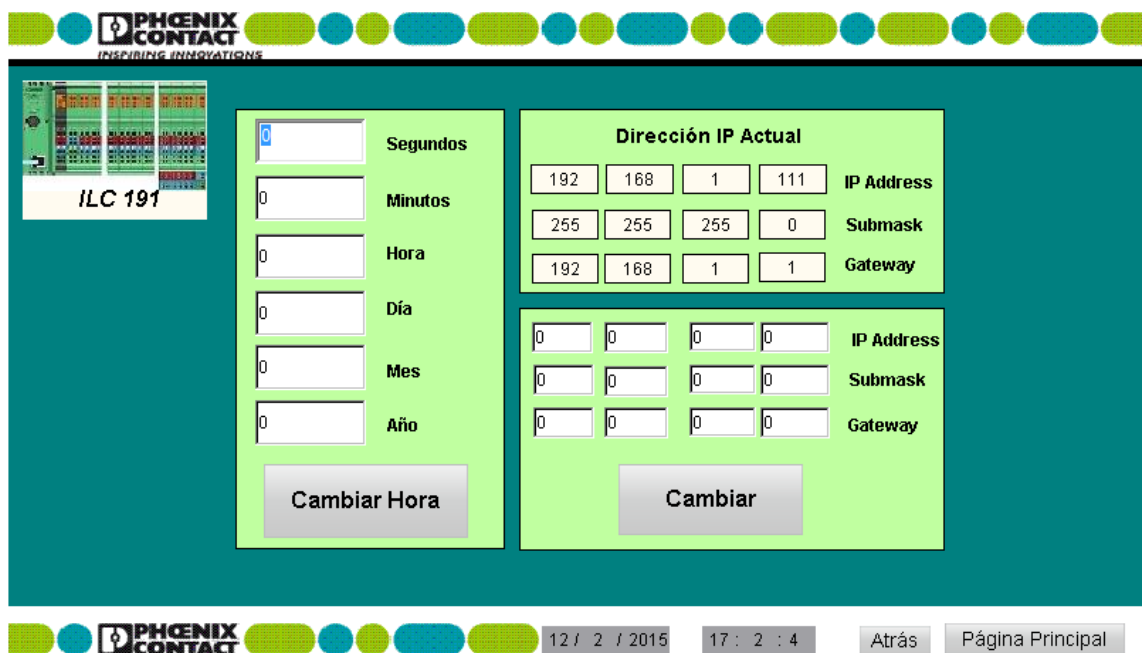 PHŒNIX
CONTACT
INSPIRING INNOVATIONS
ILC 191
0 Segundos
0 Minutos
0 Hora
0 Día
0 Mes
0 Año
Cambiar Hora
Dirección IP Actual
192 168 1 111 IP Address
255 255 255 0 Submask
192 168 1 1 Gateway
0 0 0 0 IP Address
0 0 0 0 Submask
0 0 0 0 Gateway
Cambiar
PHŒNIX
CONTACT
12 / 2 / 2015 17 : 2 : 4 Atrás Página Principal